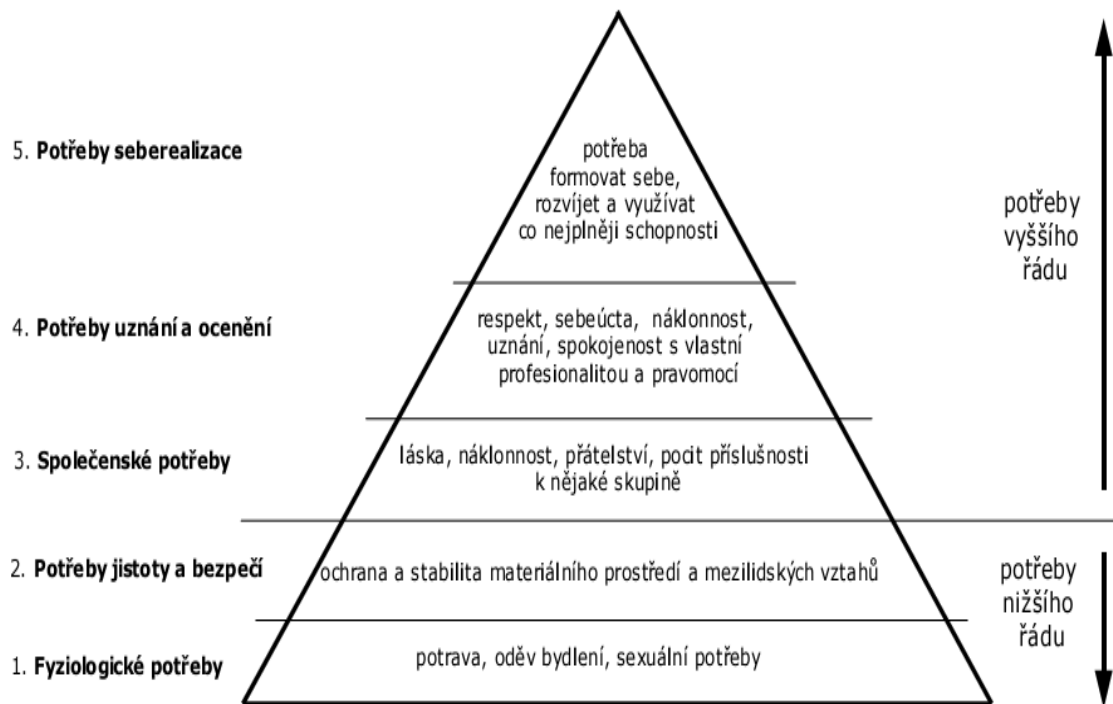 5. Potřeby seberealizace
potřeba
formovat sebe,
rozvíjet a využívat
co nejplněji schopnosti
potřeby
vyššího
řádu
4. Potřeby uznání a ocenění
respekt, sebeúcta, náklonnost,
uznání, spokojenost s vlastní
profesionalitou a pravomocí
3. Společenské potřeby
láska, náklonnost, přátelství, pocit příslušnosti
k nějaké skupině
2. Potřeby jistoty a bezpečí
ochrana a stabilita materiálního prostředí a mezilidských vztahů
potřeby
nižšího
řádu
1. Fyziologické potřeby
potrava, oděv bydlení, sexuální potřeby